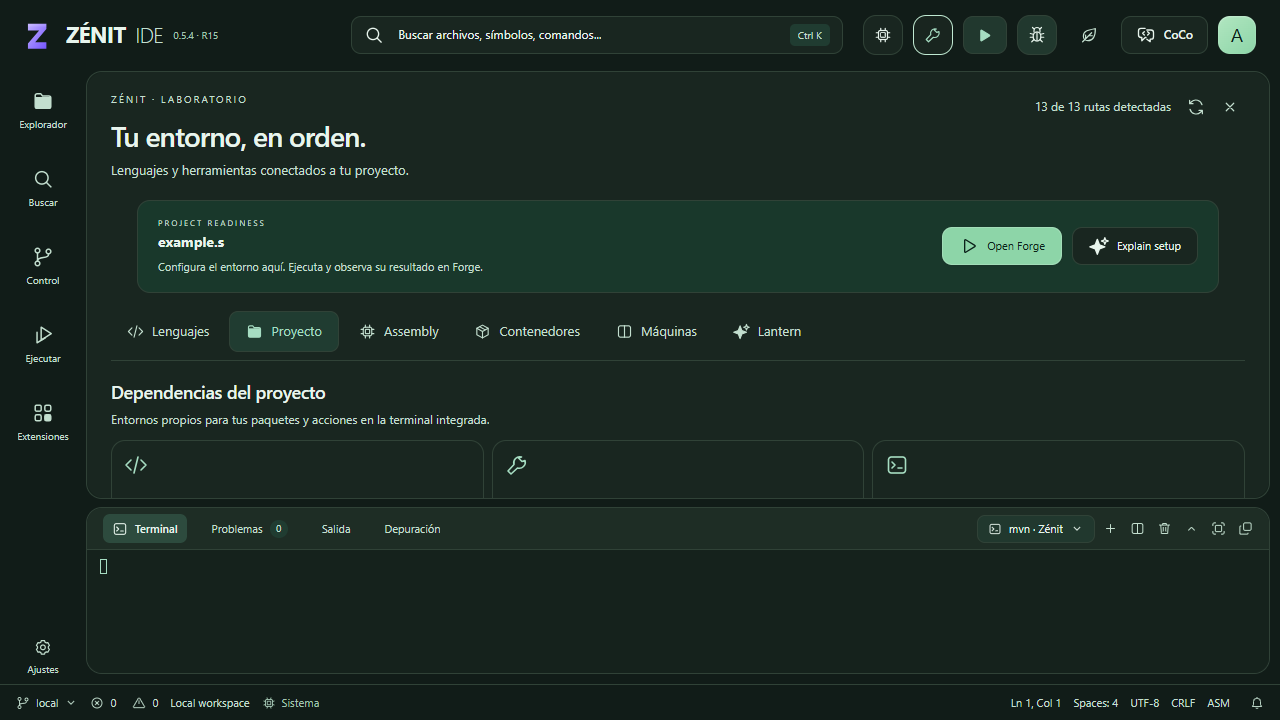 ZÉNIT IDE 0.5.4 · R15
Buscar archivos, símbolos, comandos... Ctrl K
CoCo
A
Explorador
Buscar
Control
Ejecutar
Extensiones
Ajustes
ZÉNIT · LABORATORIO
13 de 13 rutas detectadas
Tu entorno, en orden.
Lenguajes y herramientas conectados a tu proyecto.
PROJECT READINESS
example.s
Configura el entorno aquí. Ejecuta y observa su resultado en Forge.
Open Forge
Explain setup
Lenguajes Proyecto Assembly Contenedores Máquinas Lantern
Dependencias del proyecto
Entornos propios para tus paquetes y acciones en la terminal integrada.
Terminal Problemas 0 Salida Depuración mvn · Zénit
local 0 0 Local workspace Sistema Ln 1, Col 1 Spaces: 4 UTF-8 CRLF ASM